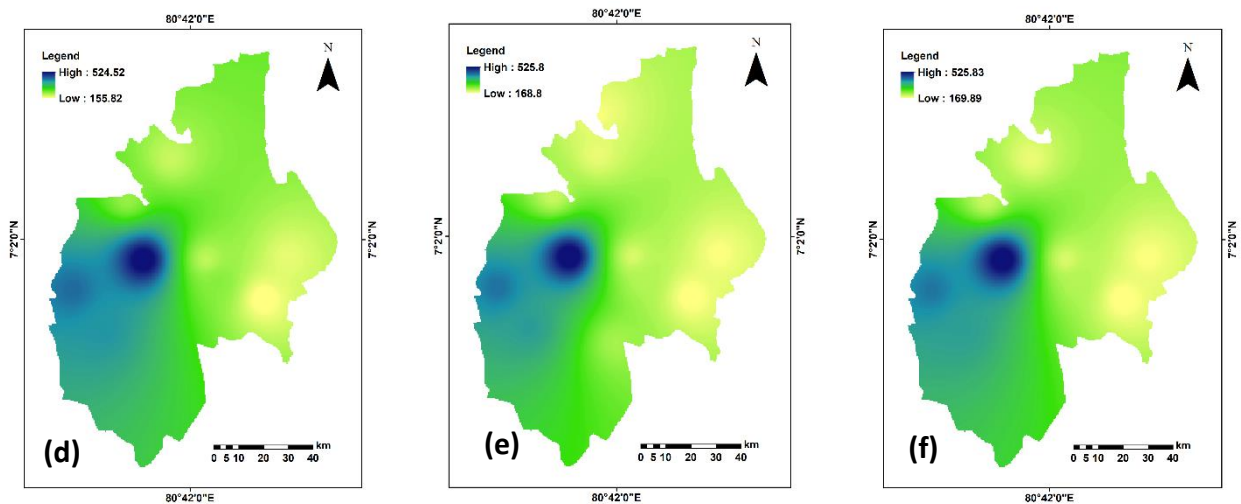 80°42'0"E
Legend
High : 524.52
Low : 155.82
N
7°2'0"N
7°2'0"N
(d)
km
0 5 10 20 30 40
80°42'0"E
80°42'0"E
Legend
High : 525.8
Low : 168.8
N
7°2'0"N
7°2'0"N
(e)
km
0 5 10 20 30 40
80°42'0"E
80°42'0"E
Legend
High : 525.83
Low : 169.89
N
7°2'0"N
7°2'0"N
(f)
km
0 5 10 20 30 40
80°42'0"E